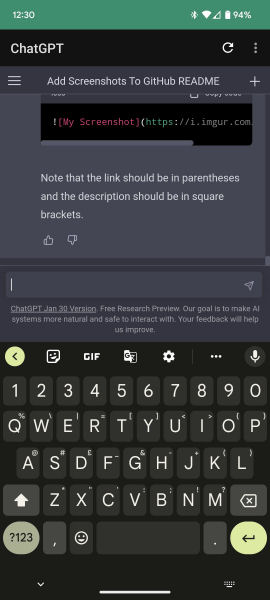 12:30
94%
ChatGPT
Add Screenshots To GitHub README
![My Screenshot](https://i.imgur.com
Note that the link should be in parentheses
and the description should be in square
brackets.
ChatGPT Jan 30 Version. Free Research Preview. Our goal is to make AI
systems more natural and safe to interact with. Your feedback will help
us improve.
GIF
1 2 3 4 5 6 7 8 9 0
Q W E R T Y U I O P
A S D F G H J K L
Z X C V B N M
?123 , .